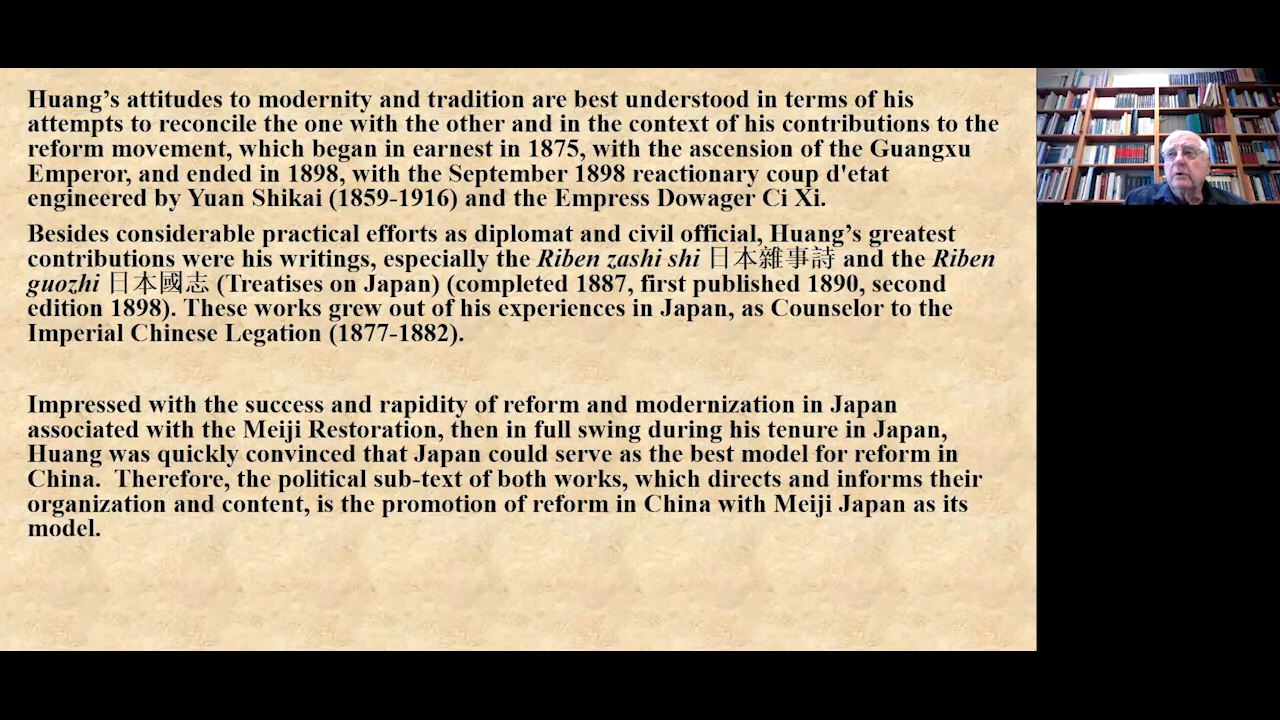 Huang’s attitudes to modernity and tradition are best understood in terms of his
attempts to reconcile the one with the other and in the context of his contributions to the
reform movement, which began in earnest in 1875, with the ascension of the Guangxu
Emperor, and ended in 1898, with the September 1898 reactionary coup d'etat
engineered by Yuan Shikai (1859-1916) and the Empress Dowager Ci Xi.
Besides considerable practical efforts as diplomat and civil official, Huang’s greatest
contributions were his writings, especially the Riben zashi shi 日本雜事詩 and the Riben
guozhi 日本國志 (Treatises on Japan) (completed 1887, first published 1890, second
edition 1898). These works grew out of his experiences in Japan, as Counselor to the
Imperial Chinese Legation (1877-1882).
Impressed with the success and rapidity of reform and modernization in Japan
associated with the Meiji Restoration, then in full swing during his tenure in Japan,
Huang was quickly convinced that Japan could serve as the best model for reform in
China.  Therefore, the political sub-text of both works, which directs and informs their
organization and content, is the promotion of reform in China with Meiji Japan as its
model.